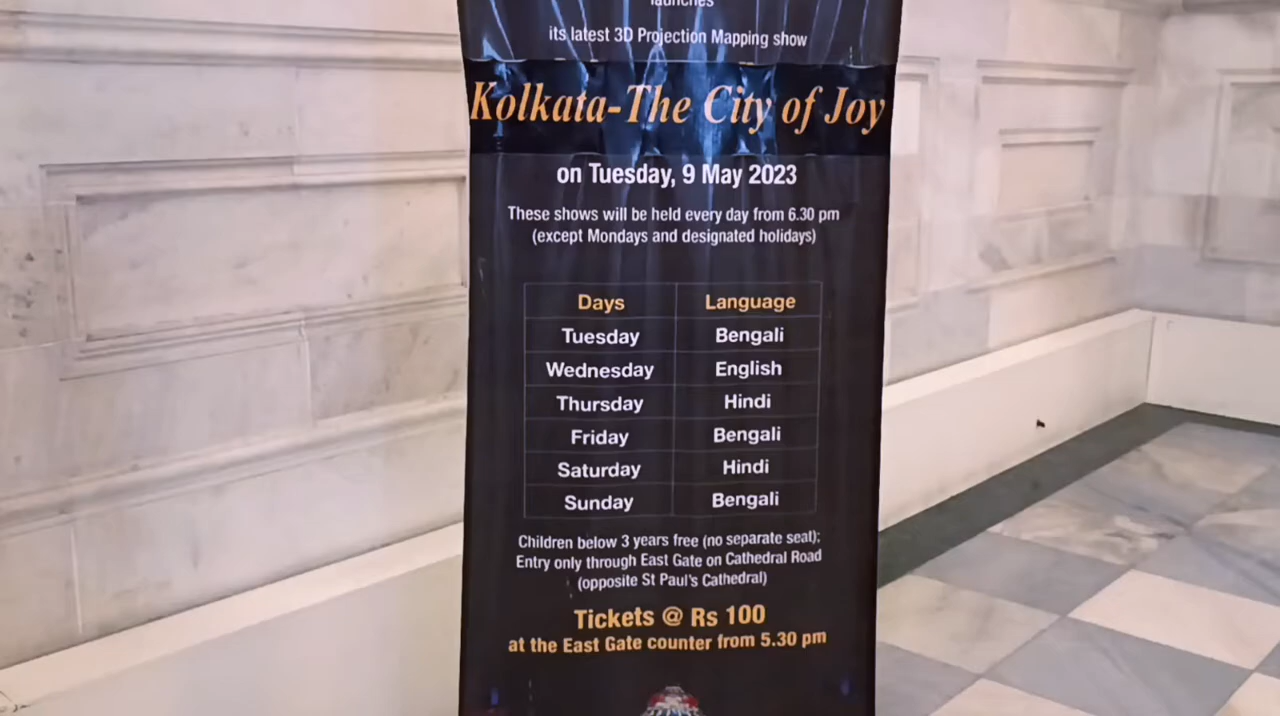 launches
its latest 3D Projection Mapping show
Kolkata-The City of Joy
on Tuesday, 9 May 2023
These shows will be held every day from 6.30 pm
(except Mondays and designated holidays)
Days Language
Tuesday Bengali
Wednesday English
Thursday Hindi
Friday Bengali
Saturday Hindi
Sunday Bengali
Children below 3 years free (no separate seat);
Entry only through East Gate on Cathedral Road
(opposite St Paul's Cathedral)
Tickets @ Rs 100
at the East Gate counter from 5.30 pm